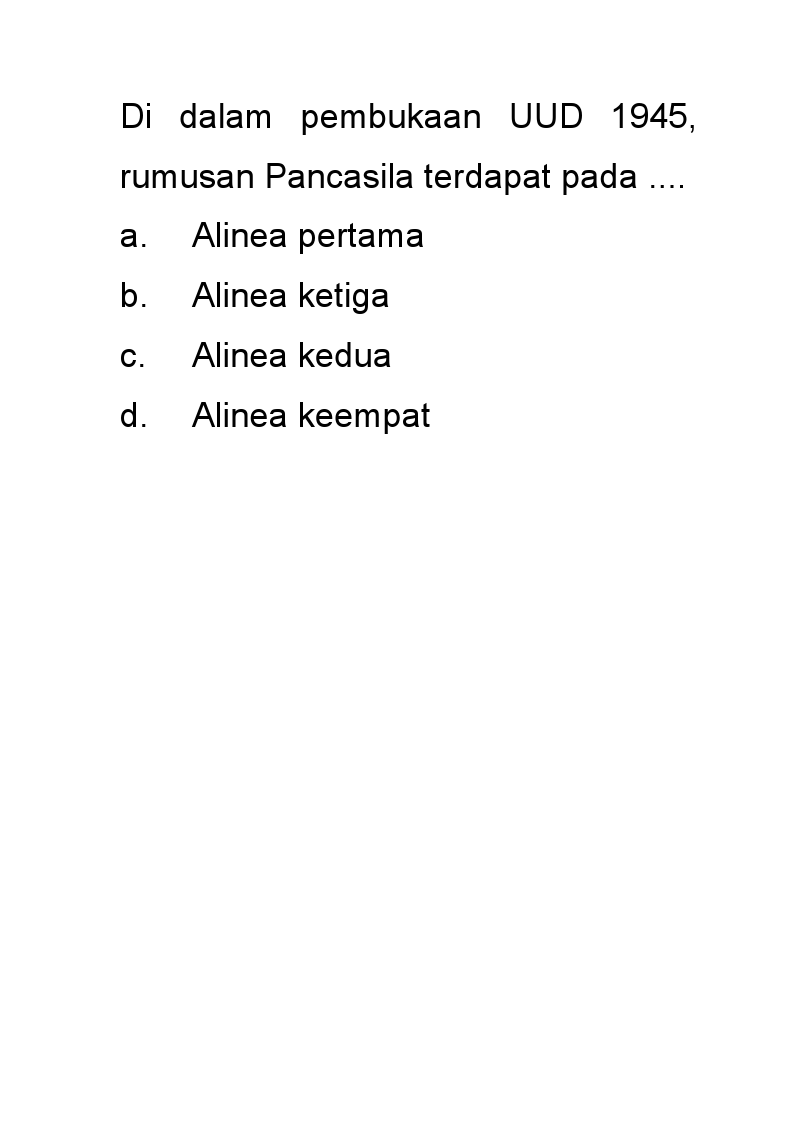 Di dalam pembukaan UUD 1945,
rumusan Pancasila terdapat pada ....
a. Alinea pertama
b. Alinea ketiga
c. Alinea kedua
d. Alinea keempat